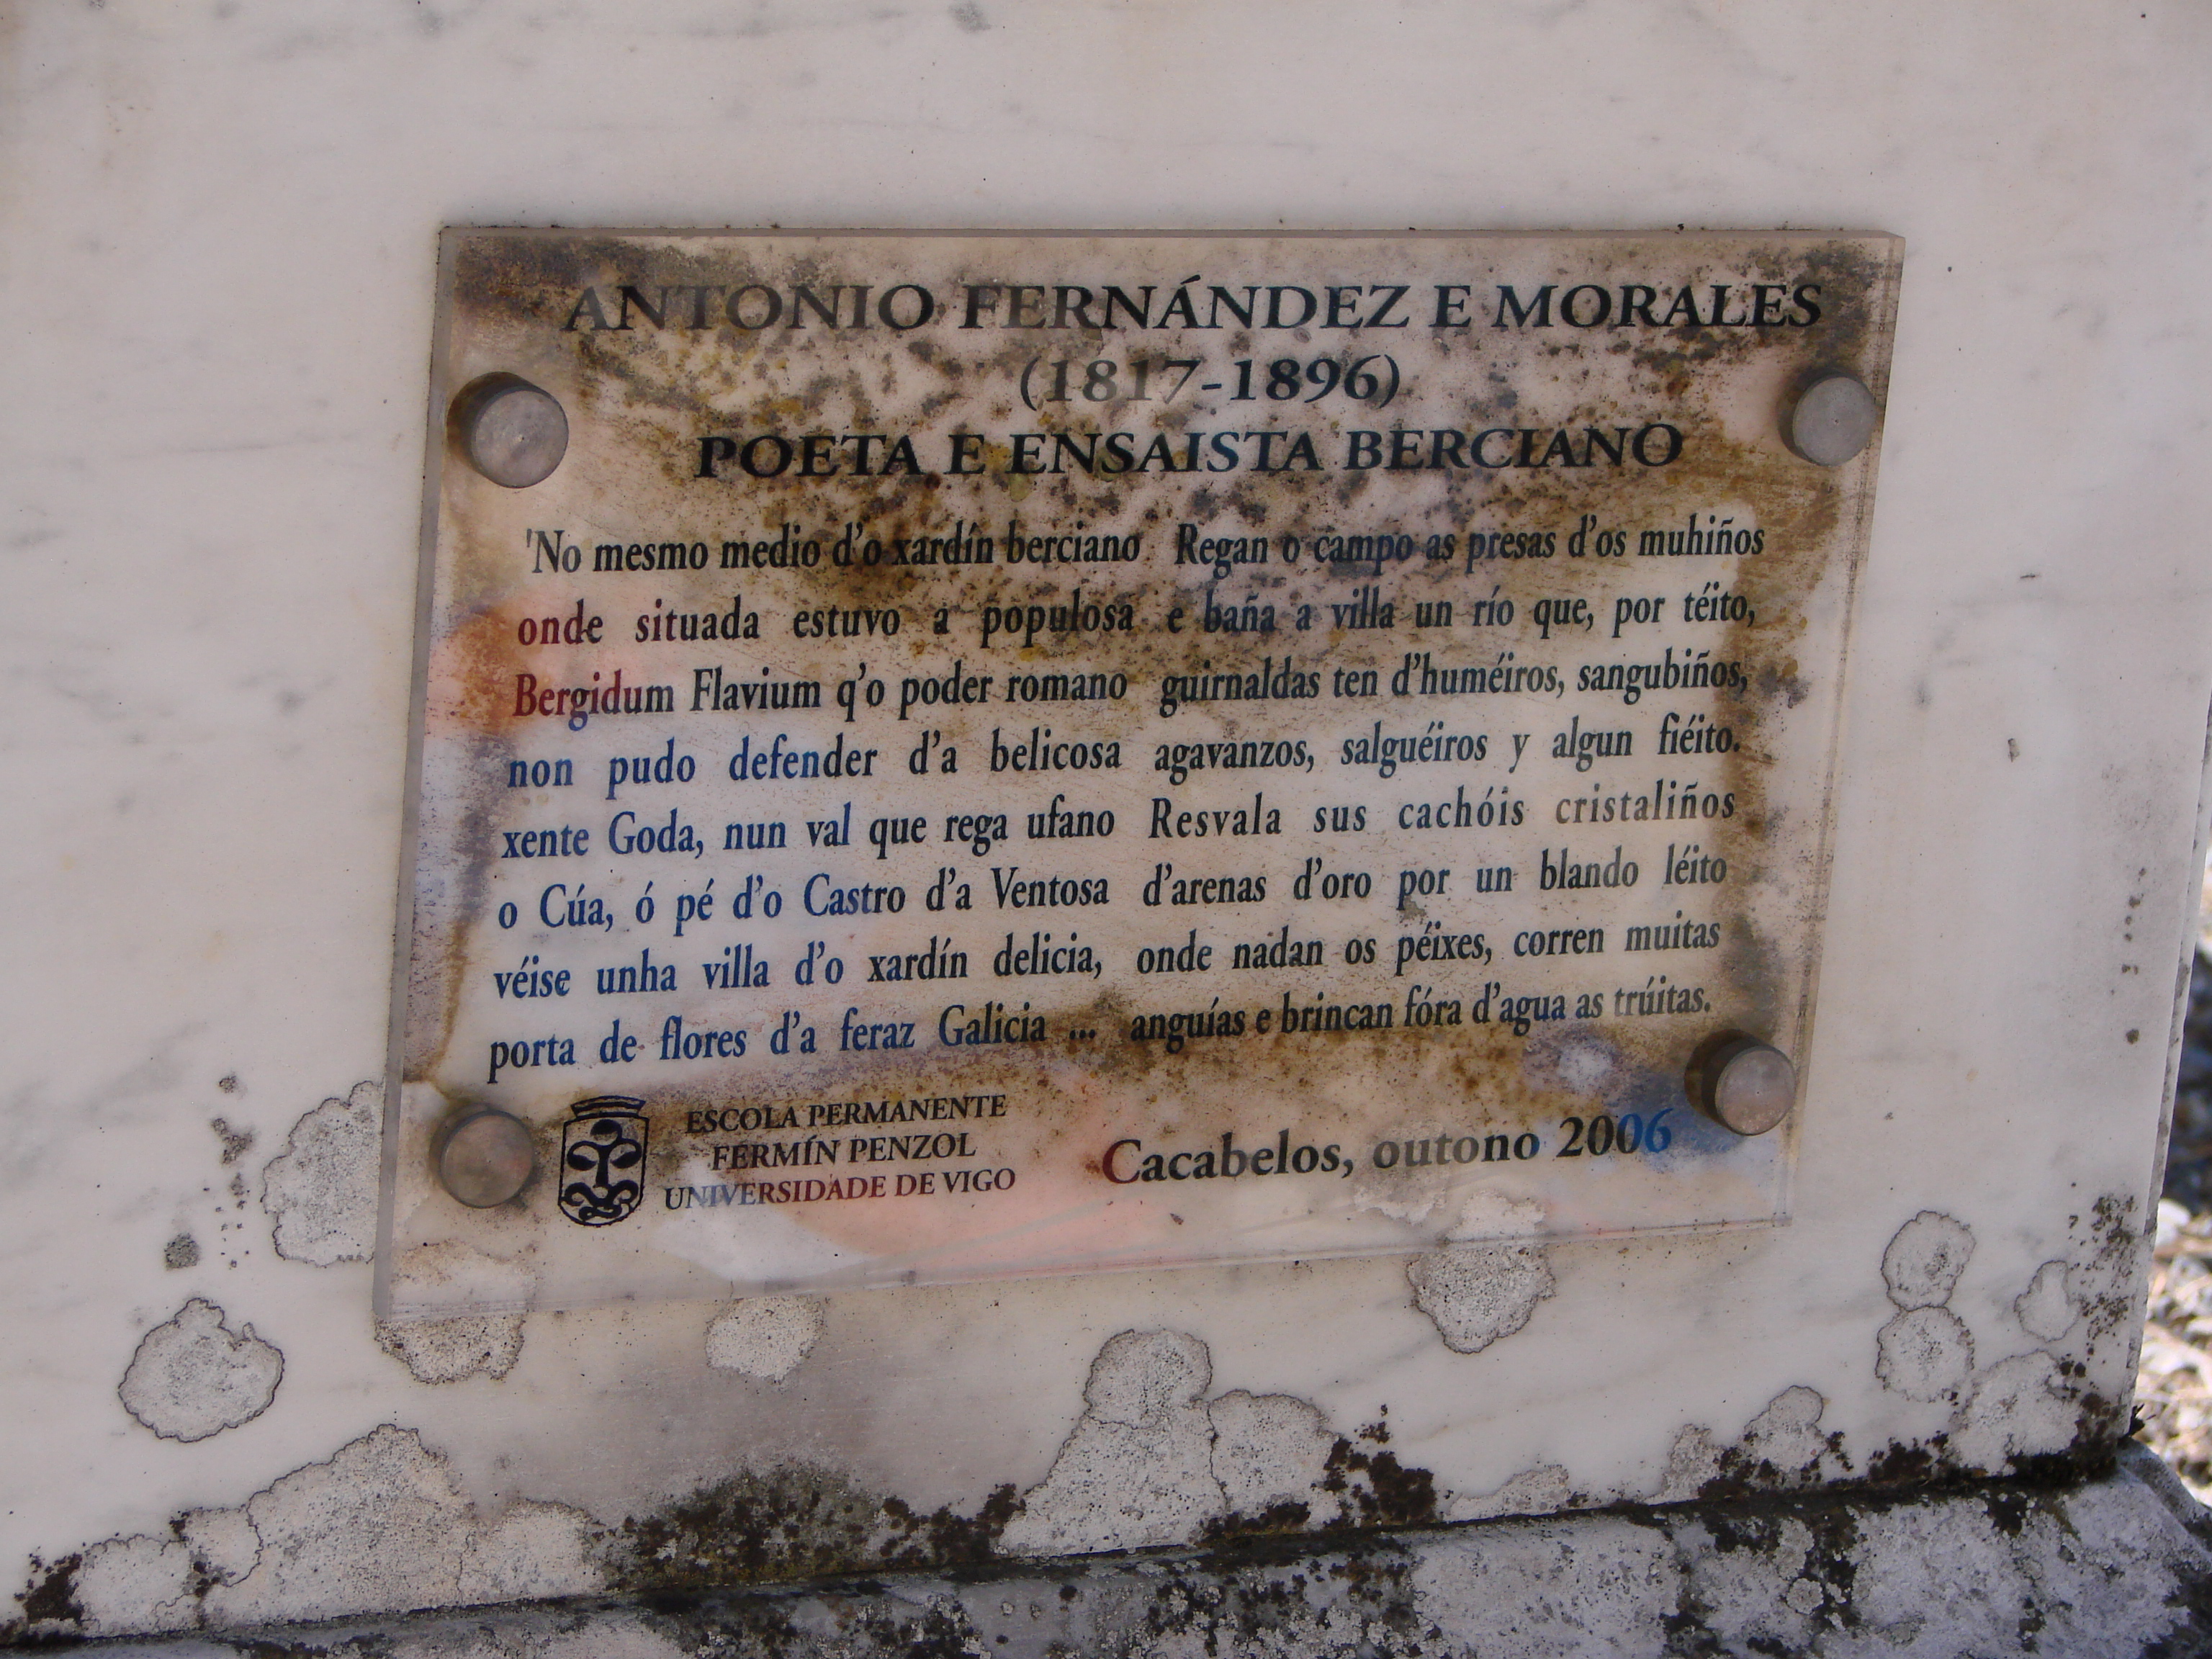 ANTONIO FERNÁNDEZ E MORALES
(1817-1896)
POETA E ENSAISTA BERCIANO
'No mesmo medio d'o xardín berciano
onde situada estuvo a populosa
Bergidum Flavium q'o poder romano
non pudo defender d'a belicosa
xente Goda, nun val que rega ufano
o Cúa, ó pé d'o Castro d'a Ventosa
véise unha villa d'o xardín delicia,
porta de flores d'a feraz Galicia ...
Regan o campo as presas d'os muhiños
e baña a villa un río que, por téito,
guirnaldas ten d'huméiros, sangubiños,
agavanzos, salguéiros y algun fiéito.
Resvala sus cachóis cristaliños
d'arenas d'oro por un blando léito
onde nadan os péixes, corren muitas
anguías e brincan fóra d'agua as trúitas.
ESCOLA PERMANENTE
FERMÍN PENZOL
UNIVERSIDADE DE VIGO
Cacabelos, outono 2006